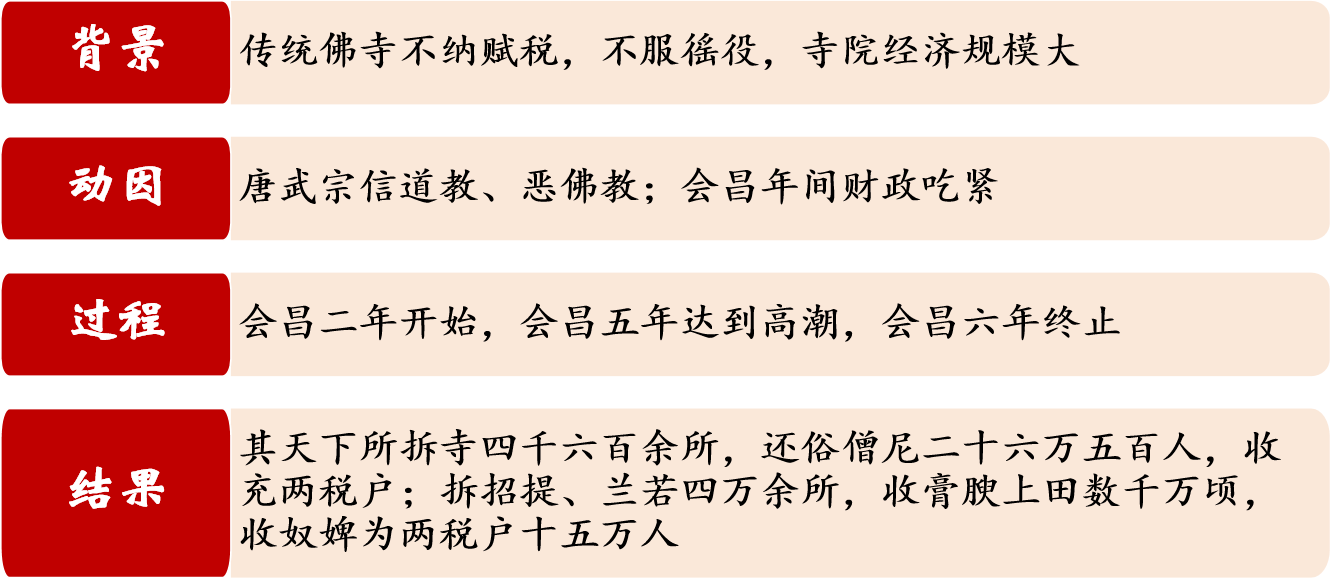 背景
传统佛寺不纳赋税，不服徭役，寺院经济规模大
动因
唐武宗信道教、恶佛教；会昌年间财政吃紧
过程
会昌二年开始，会昌五年达到高潮，会昌六年终止
结果
其天下所拆寺四千六百余所，还俗僧尼二十六万五百人，收
充两税户；拆招提、兰若四万余所，收膏腴上田数千万顷，
收奴婢为两税户十五万人